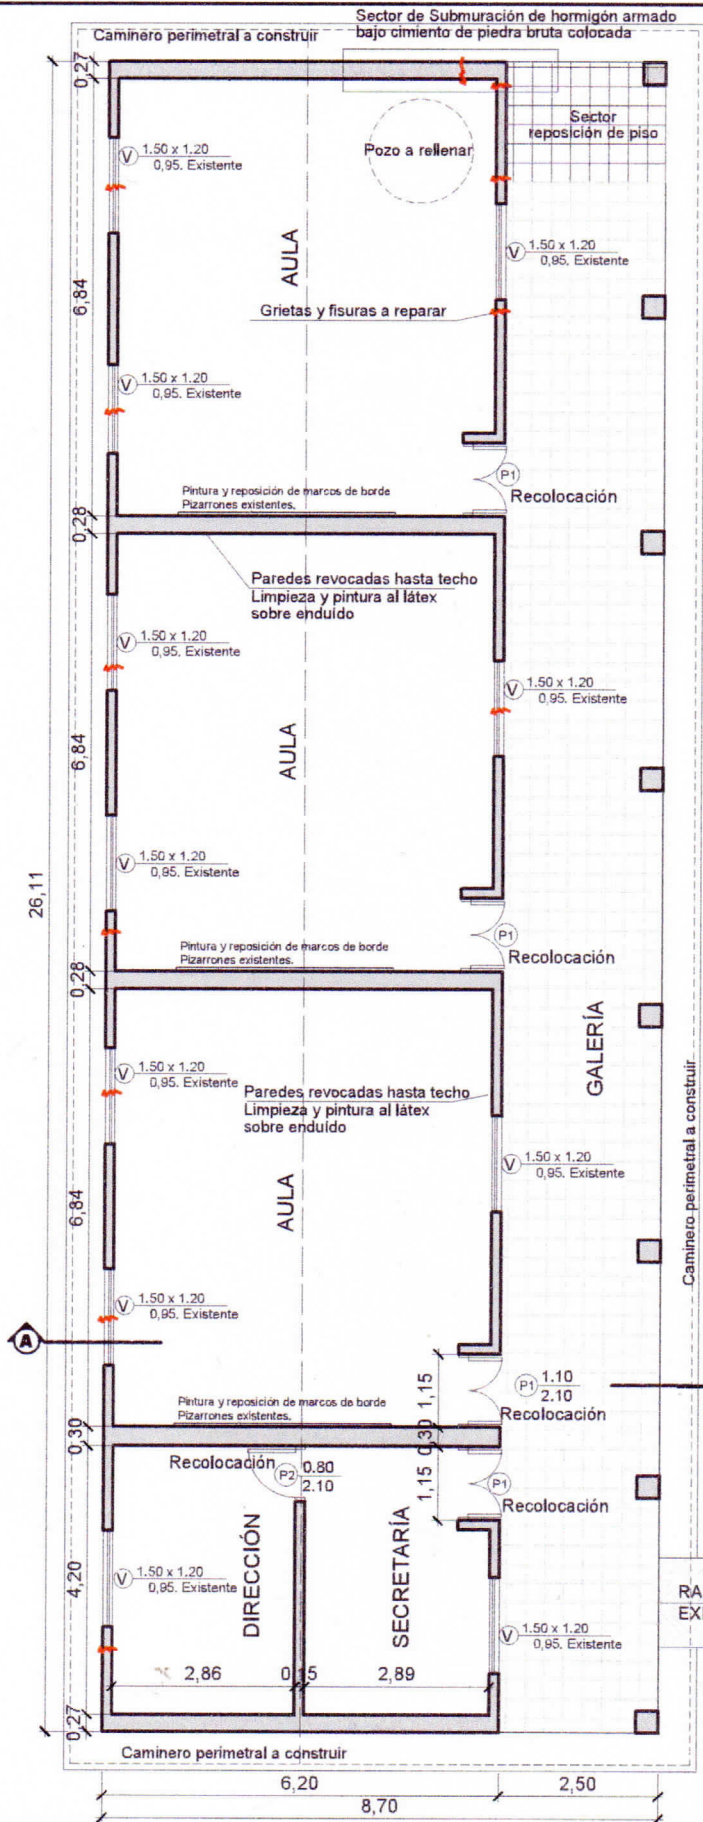 Sector de Submuración de hormigón armado
bajo cimiento de piedra bruta colocada
Caminero perimetral a construir
0,27
Sector
reposición de piso
V 1.50 x 1.20
0,95. Existente
Pozo a rellenar
AULA
V 1.50 x 1.20
0,95. Existente
6,84
Grietas y fisuras a reparar
V 1.50 x 1.20
0,95. Existente
P1
Recolocación
Pintura y reposición de marcos de borde
Pizarrones existentes.
0,28
Paredes revocadas hasta techo
Limpieza y pintura al látex
sobre enduído
V 1.50 x 1.20
0,95. Existente
V 1.50 x 1.20
0,95. Existente
6,84
AULA
V 1.50 x 1.20
0,95. Existente
26,11
P1
Recolocación
Pintura y reposición de marcos de borde
Pizarrones existentes.
0,28
GALERÍA
V 1.50 x 1.20
0,95. Existente
Paredes revocadas hasta techo
Limpieza y pintura al látex
sobre enduído
V 1.50 x 1.20
0,95. Existente
Caminero perimetral a construir
6,84
AULA
V 1.50 x 1.20
0,95. Existente
A
1,15
P1 1.10
2.10
Recolocación
Pintura y reposición de marcos de borde
Pizarrones existentes.
0,30
0,30
Recolocación
P2 0.80
2.10
1,15
P1
Recolocación
DIRECCIÓN
SECRETARÍA
4,20
V 1.50 x 1.20
0,95. Existente
RA
EXI
V 1.50 x 1.20
0,95. Existente
2,86
0,15
2,89
0,27
Caminero perimetral a construir
6,20
2,50
8,70